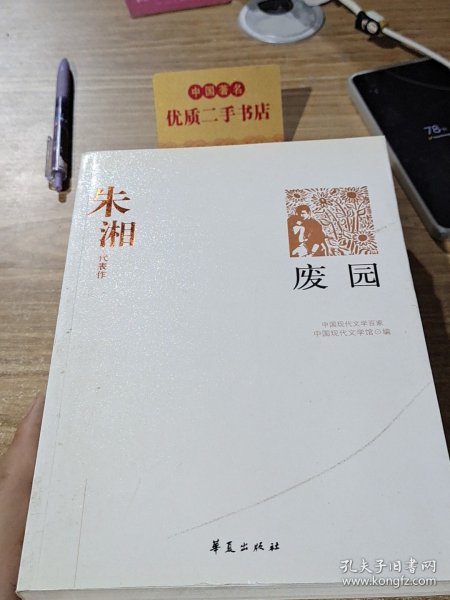 中国著名
优质二手书店
78
朱湘
代表作
废园
中国现代文学百家
中国现代文学馆 编
华夏出版社
孔夫子旧书网
www.kongfz.com